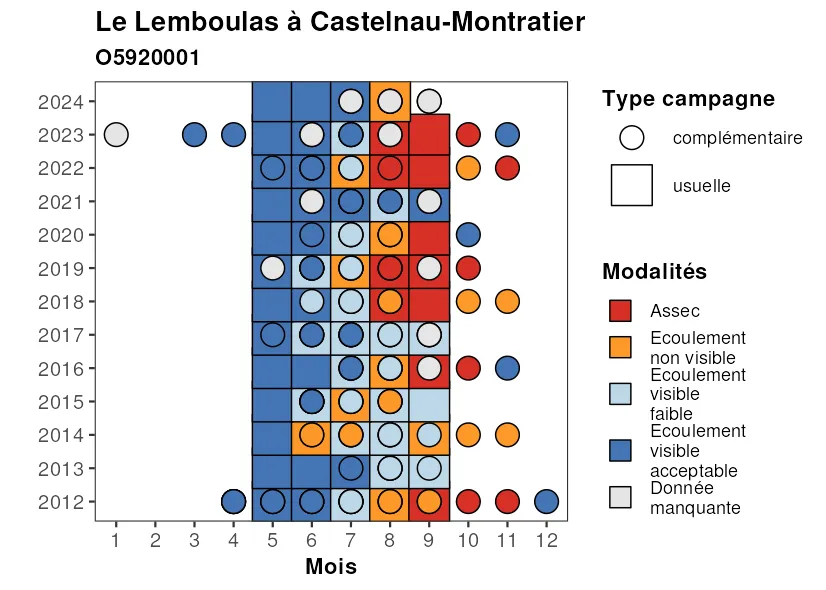 Le Lemboulas à Castelnau-Montratier
O5920001
2024
2023
2022
2021
2020
2019
2018
2017
2016
2015
2014
2013
2012
1 2 3 4 5 6 7 8 9 10 11 12
Mois
Type campagne
complémentaire
usuelle
Modalités
Assec
Ecoulement
non visible
Ecoulement
visible
faible
Ecoulement
visible
acceptable
Donnée
manquante